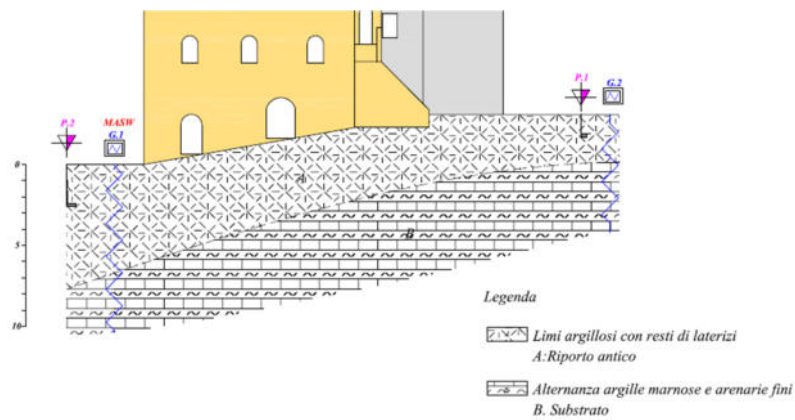 P.1
G.2
P.2
MASW
G.1
0
A
5
B
10
Legenda
Limi argillosi con resti di laterizi
A:Riporto antico
Alternanza argille marnose e arenarie fini
B. Substrato